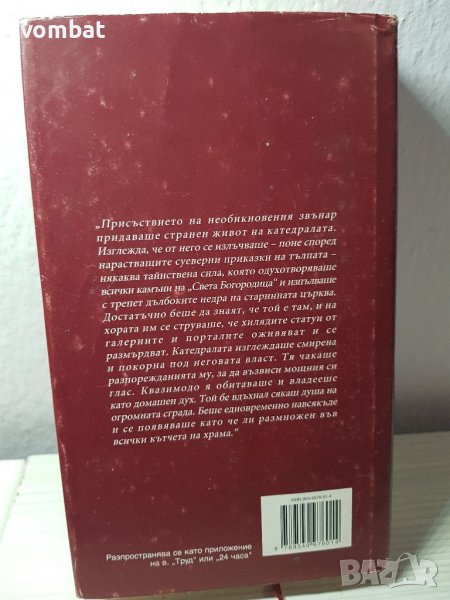 vombat
„Присъствието на необикновения звънар
придаваше странен живот на катедралата.
Изглежда, че от него се излъчваше – поне според
нарастващите суеверни приказки на тълпата –
някаква тайнствена сила, която одухотворяваше
всички камъни на „Света Богородица“ и изпълваше
с трепет дълбоките недра на старинната църква.
Достатъчно беше да знаят, че той е там, и на
хората им се струваше, че хилядите статуи от
галериите и порталите оживяват и се
размърдват. Катедралата изглеждаше смирена
и покорна под неговата власт. Тя чакаше
разпорежданията му, за да възвиси мощния си
глас. Квазимодо я обитаваше и владееше
като домашен дух. Той бе вдъхнал сякаш душа на
огромната сграда. Беше едновременно навсякъде
и се появяваше като че ли размножен във
всички кътчета на храма.“
Разпространява се като приложение
на в. „Труд“ или „24 часа“
bazar